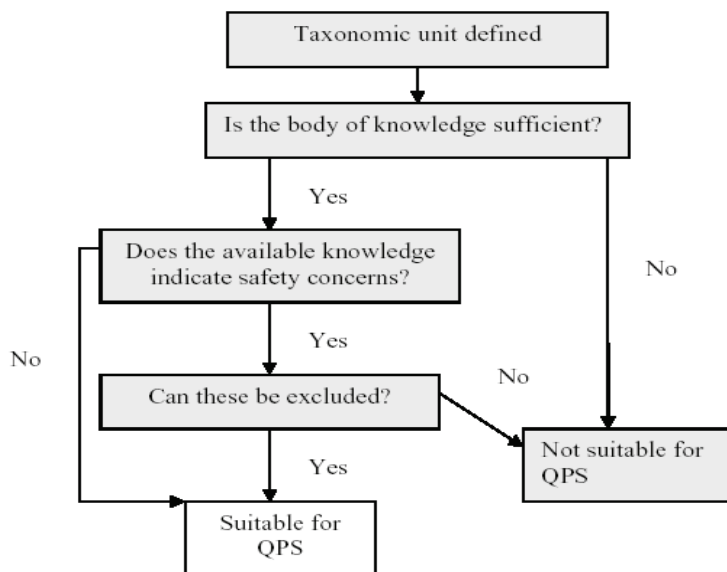 Taxonomic unit defined
Is the body of knowledge sufficient?
Yes
Does the available knowledge
indicate safety concerns?
No
No
Yes
No
Can these be excluded?
Not suitable for
QPS
Yes
Suitable for
QPS